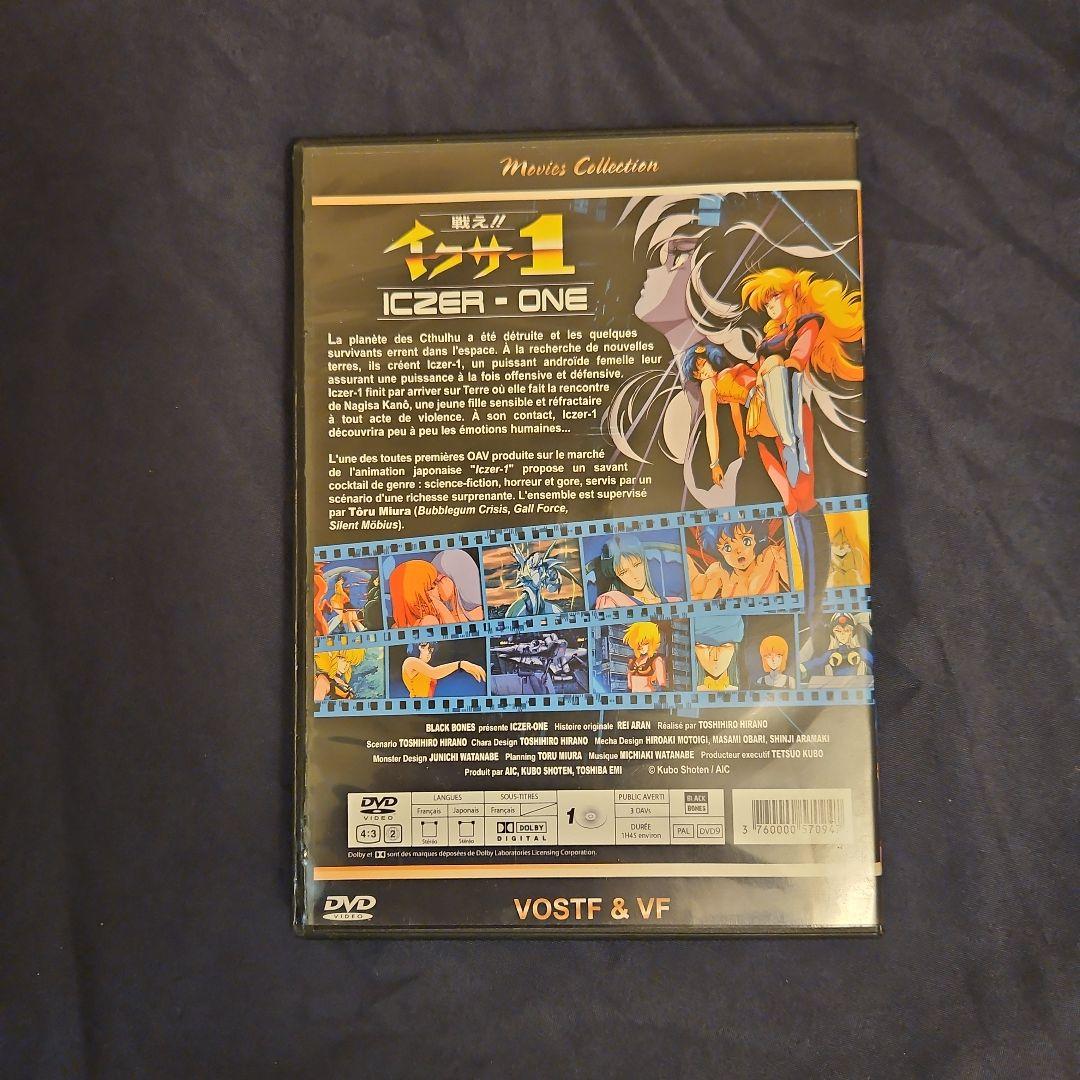 Movies Collection
戦え!!
イクサー1
ICZER - ONE
La planète des Cthulhu a été détruite et les quelques
survivants errent dans l'espace. À la recherche de nouvelles
terres, ils créent Iczer-1, un puissant androïde femelle leur
assurant une puissance à la fois offensive et défensive.
Iczer-1 finit par arriver sur Terre où elle fait la rencontre
de Nagisa Kanô, une jeune fille sensible et réfractaire
à tout acte de violence. À son contact, Iczer-1
découvrira peu à peu les émotions humaines...
L'une des toutes premières OAV produite sur le marché
de l'animation japonaise "Iczer-1" propose un savant
cocktail de genre : science-fiction, horreur et gore, servis par un
scénario d'une richesse surprenante. L'ensemble est supervisé
par Tôru Miura (Bubblegum Crisis, Gall Force,
Silent Möbius).
BLACK BONES présente ICZER-ONE Histoire originale REI ARAN Réalisé par TOSHIHIRO HIRANO
Scenario TOSHIHIRO HIRANO Chara Design TOSHIHIRO HIRANO Mecha Design HIROAKI MOTOIGI, MASAMI OBARI, SHINJI ARAMAKI
Monster Design JUNICHI WATANABE Planning TORU MIURA Musique MICHIAKI WATANABE Producteur executif TETSUO KUBO
Produit par AIC, KUBO SHOTEN, TOSHIBA EMI © Kubo Shoten / AIC
DVD VIDEO
4:3 2
LANGUES
Français Japonais
Stéréo Stéréo
SOUS-TITRES
Français
DOLBY DIGITAL
1
PUBLIC AVERTI
3 OAVs
DURÉE
1H45 environ
BLACK BONES
PAL DVD9
3 760000 57094
Dolby et sont des marques déposées de Dolby Laboratories Licensing Corporation.
DVD VIDEO
VOSTF & VF